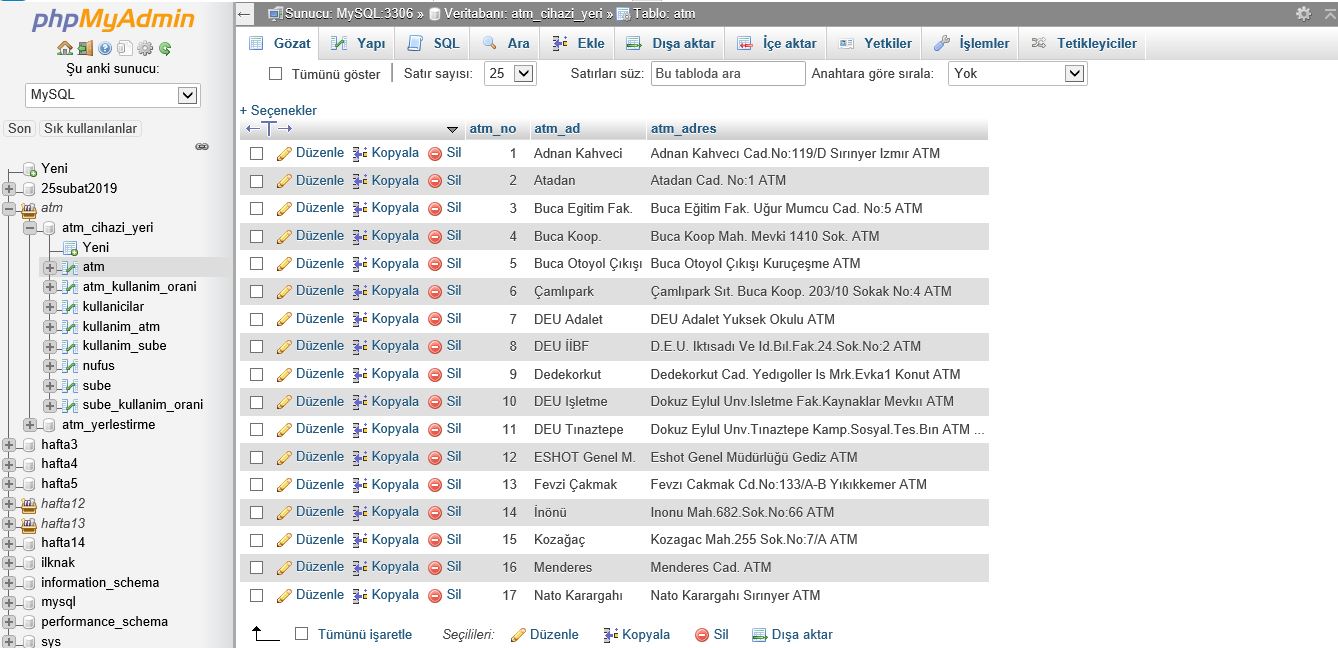 phpMyAdmin
Şu anki sunucu:
MySQL
Son Sık kullanılanlar
Yeni
25subat2019
atm
atm_cihazi_yeri
Yeni
atm
atm_kullanim_orani
kullanicilar
kullanim_atm
kullanim_sube
nufus
sube
sube_kullanim_orani
atm_yerlestirme
hafta3
hafta4
hafta5
hafta12
hafta13
hafta14
ilknak
information_schema
mysql
performance_schema
sys
Sunucu: MySQL:3306 » Veritabanı: atm_cihazi_yeri » Tablo: atm
Gözat Yapı SQL Ara Ekle Dışa aktar İçe aktar Yetkiler İşlemler Tetikleyiciler
Tümünü göster Satır sayısı: 25 Satırları süz: Bu tabloda ara Anahtara göre sırala: Yok
+ Seçenekler
atm_no atm_ad atm_adres
Düzenle Kopyala Sil 1 Adnan Kahveci Adnan Kahvecı Cad.No:119/D Sırınyer Izmır ATM
Düzenle Kopyala Sil 2 Atadan Atadan Cad. No:1 ATM
Düzenle Kopyala Sil 3 Buca Egitim Fak. Buca Eğitim Fak. Uğur Mumcu Cad. No:5 ATM
Düzenle Kopyala Sil 4 Buca Koop. Buca Koop Mah. Mevki 1410 Sok. ATM
Düzenle Kopyala Sil 5 Buca Otoyol Çıkışı Buca Otoyol Çıkışı Kuruçeşme ATM
Düzenle Kopyala Sil 6 Çamlıpark Çamlıpark Sıt. Buca Koop. 203/10 Sokak No:4 ATM
Düzenle Kopyala Sil 7 DEU Adalet DEU Adalet Yuksek Okulu ATM
Düzenle Kopyala Sil 8 DEU İİBF D.E.U. Iktısadı Ve Id.Bıl.Fak.24.Sok.No:2 ATM
Düzenle Kopyala Sil 9 Dedekorkut Dedekorkut Cad. Yedıgoller Is Mrk.Evka1 Konut ATM
Düzenle Kopyala Sil 10 DEU Işletme Dokuz Eylul Unv.Isletme Fak.Kaynaklar Mevkıı ATM
Düzenle Kopyala Sil 11 DEU Tınaztepe Dokuz Eylul Unv.Tınaztepe Kamp.Sosyal.Tes.Bın ATM ...
Düzenle Kopyala Sil 12 ESHOT Genel M. Eshot Genel Müdürlüğü Gediz ATM
Düzenle Kopyala Sil 13 Fevzi Çakmak Fevzı Cakmak Cd.No:133/A-B Yıkıkkemer ATM
Düzenle Kopyala Sil 14 İnönü Inonu Mah.682.Sok.No:66 ATM
Düzenle Kopyala Sil 15 Kozağaç Kozagac Mah.255 Sok.No:7/A ATM
Düzenle Kopyala Sil 16 Menderes Menderes Cad. ATM
Düzenle Kopyala Sil 17 Nato Karargahı Nato Karargahı Sırınyer ATM
Tümünü işaretle Seçilileri: Düzenle Kopyala Sil Dışa aktar